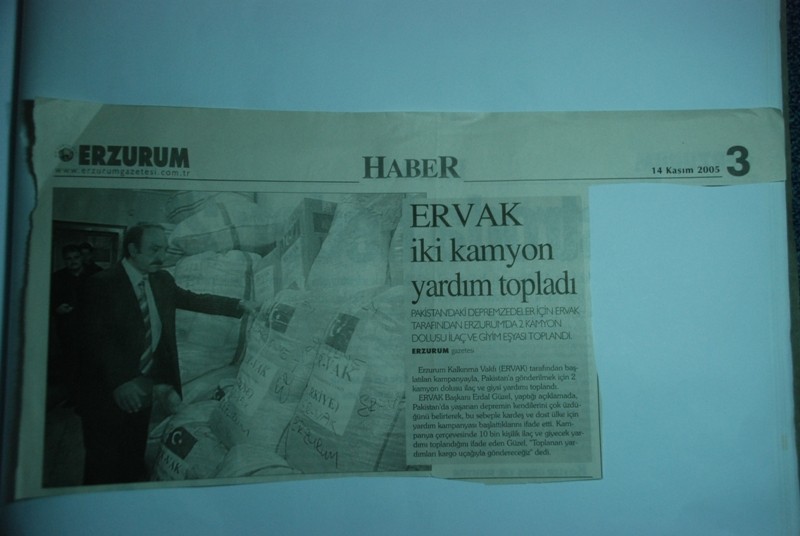 ERZURUM
www.erzurumgazetesi.com.tr
HABER
14 Kasım 2005 3
ERVAK
iki kamyon
yardım topladı
PAKİSTAN'DAKİ DEPREMZEDELER İÇİN ERVAK
TARAFINDAN ERZURUM'DA 2 KAMYON
DOLUSU İLAÇ VE GİYİM EŞYASI TOPLANDI.
ERZURUM gazetesi
Erzurum Kalkınma Vakfı (ERVAK) tarafından baş-
latılan kampanyayla, Pakistan'a gönderilmek için 2
kamyon dolusu ilaç ve giysi yardımı toplandı.
ERVAK Başkanı Erdal Güzel, yaptığı açıklamada,
Pakistan'da yaşanan depremin kendilerini çok üzdü-
ğünü belirterek, bu sebeple kardeş ve dost ülke için
yardım kampanyası başlattıklarını ifade etti. Kam-
panya çerçevesinde 10 bin kişilik ilaç ve giyecek yar-
dımı toplandığını ifade eden Güzel, "Toplanan yar-
dımları kargo uçağıyla göndereceğiz" dedi.
ERVAK
ERVAK
ERZURUM
ERVAK